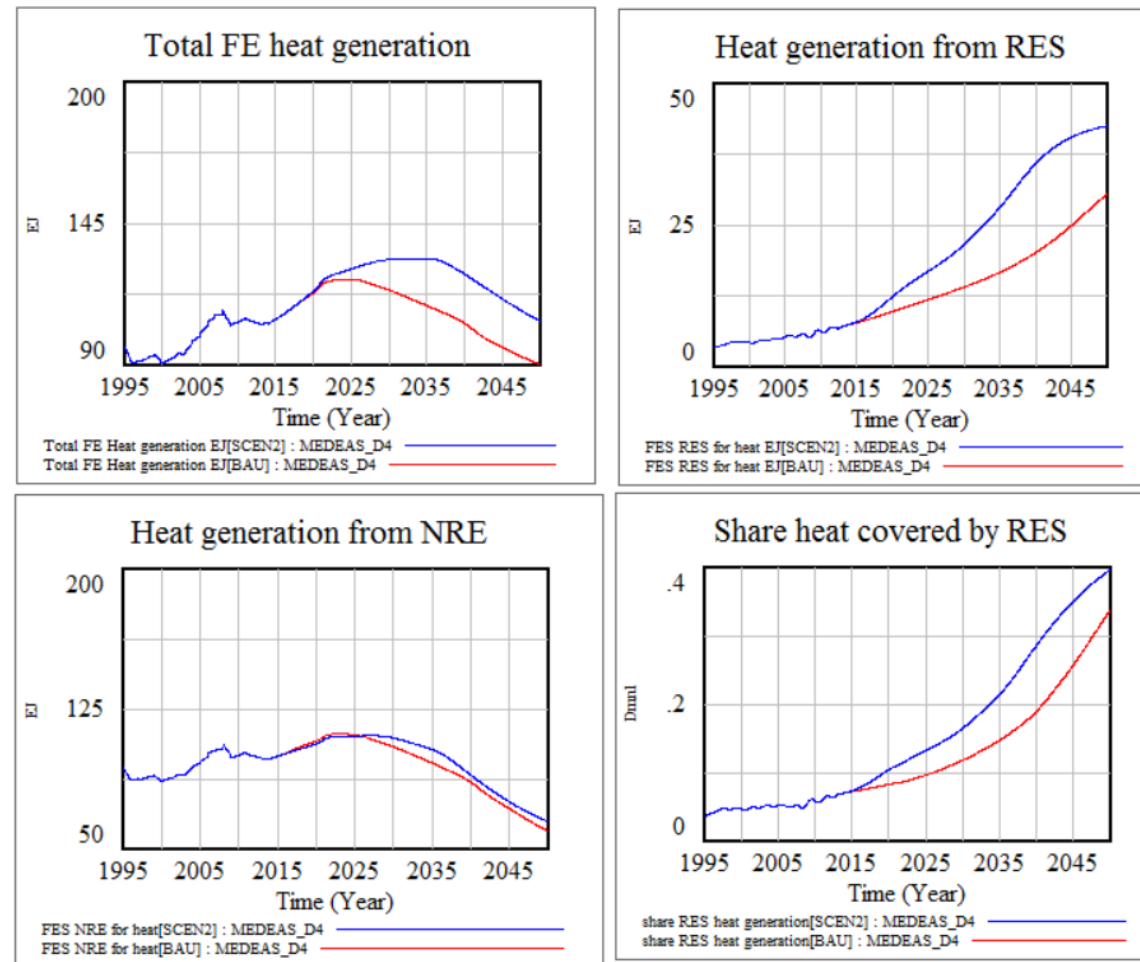 Total FE heat generation
200
145
90
EJ
1995 2005 2015 2025 2035 2045
Time (Year)
Total FE Heat generation EJ[SCEN2] : MEDEAS_D4
Total FE Heat generation EJ[BAU] : MEDEAS_D4
Heat generation from RES
50
25
0
EJ
1995 2005 2015 2025 2035 2045
Time (Year)
FES RES for heat EJ[SCEN2] : MEDEAS_D4
FES RES for heat EJ[BAU] : MEDEAS_D4
Heat generation from NRE
200
125
50
EJ
1995 2005 2015 2025 2035 2045
Time (Year)
FES NRE for heat[SCEN2] : MEDEAS_D4
FES NRE for heat[BAU] : MEDEAS_D4
Share heat covered by RES
.4
.2
0
Dmnl
1995 2005 2015 2025 2035 2045
Time (Year)
share RES heat generation[SCEN2] : MEDEAS_D4
share RES heat generation[BAU] : MEDEAS_D4